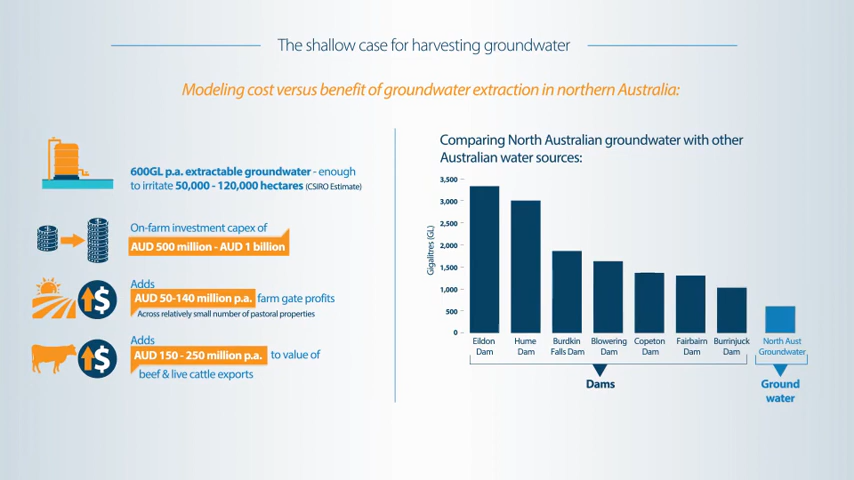 The shallow case for harvesting groundwater
Modeling cost versus benefit of groundwater extraction in northern Australia:
600GL p.a. extractable groundwater - enough
to irritate 50,000 - 120,000 hectares (CSIRO Estimate)
On-farm investment capex of
AUD 500 million - AUD 1 billion
Adds
AUD 50-140 million p.a. farm gate profits
Across relatively small number of pastoral properties
Adds
AUD 150 - 250 million p.a. to value of
beef & live cattle exports
Comparing North Australian groundwater with other
Australian water sources:
Gigalitres (GL)
3,500
3,000
2,500
2,000
1,500
1,000
500
0
Eildon
Dam
Hume
Dam
Burdkin
Falls Dam
Blowering
Dam
Copeton
Dam
Fairbairn
Dam
Burrinjuck
Dam
North Aust
Groundwater
Dams
Ground
water